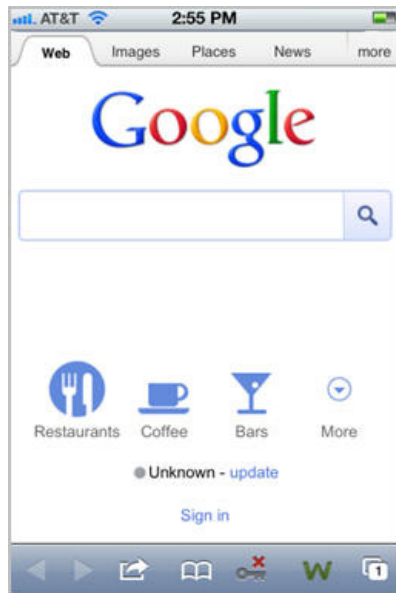 AT&T 2:55 PM
Web Images Places News more
Google
Restaurants Coffee Bars More
Unknown - update
Sign in
W 1